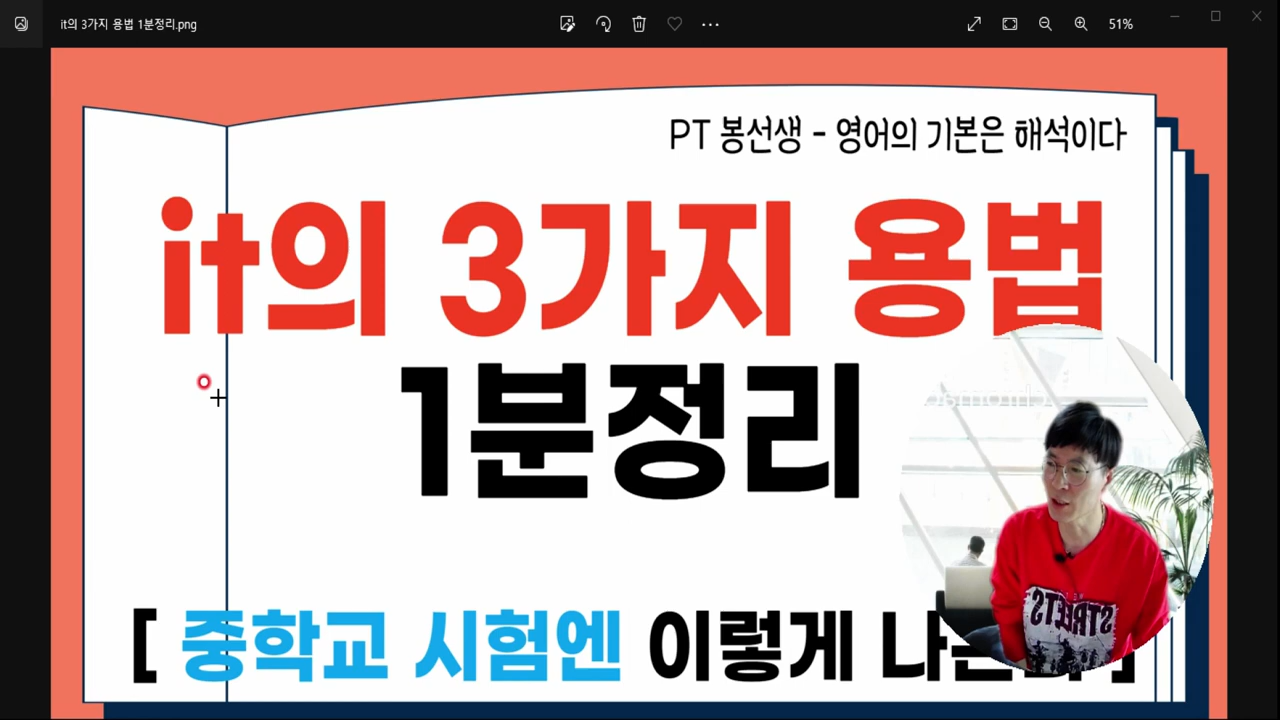 it의 3가지 용법 1분정리.png
51%
PT 봉선생 - 영어의 기본은 해석이다
it의 3가지 용법
1분정리
[ 중학교 시험엔 이렇게 ]
STREETS